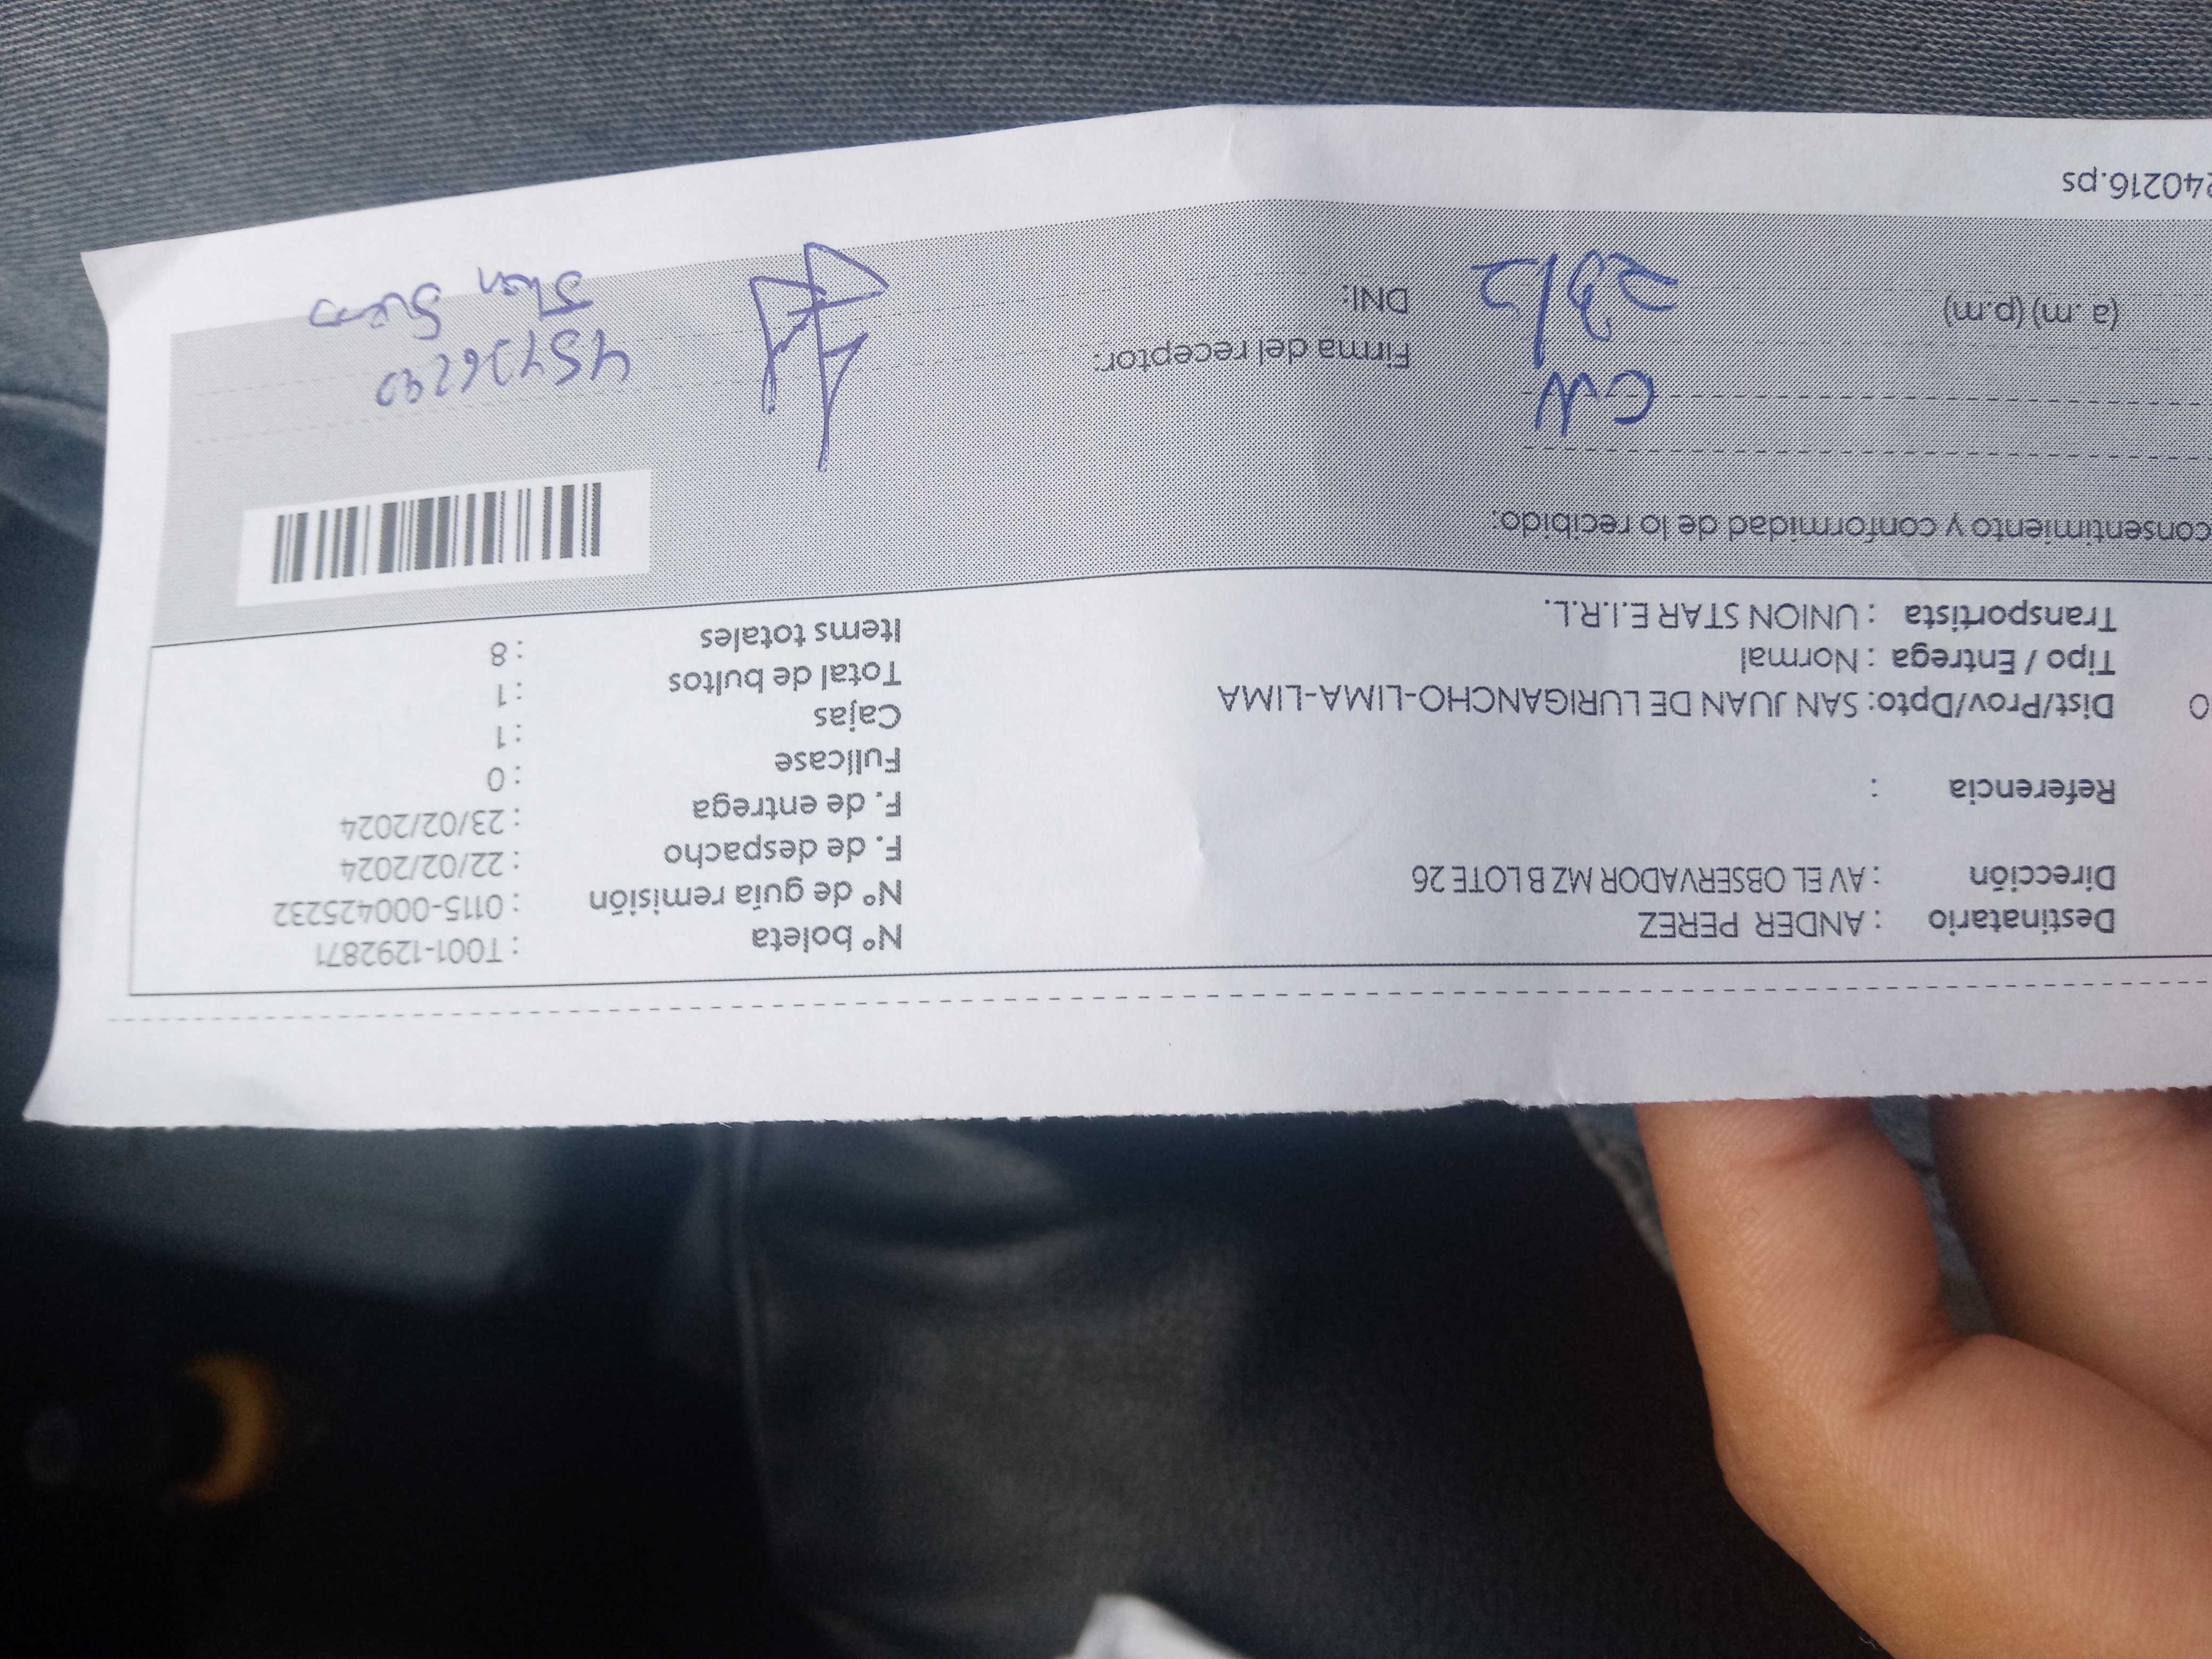 Destinatario : ANDER PEREZ
Dirección : AV EL OBSERVADOR MZ B LOTE 26
Referencia :
O Dist/Prov/Dpto: SAN JUAN DE LURIGANCHO-LIMA-LIMA
Tipo / Entrega : Normal
Transportista : UNION STAR E.I.R.L.
N° boleta : T001-1292871
N° de guía remisión : 0115-000425232
F. de despacho : 22/02/2024
F. de entrega : 23/02/2024
Fullcase : 0
Cajas : 1
Total de bultos : 1
Items totales : 8
consentimiento y conformidad de lo recibido:
(a.m) (p.m)
23/2
Firma del receptor:
DNI:
240216.ps